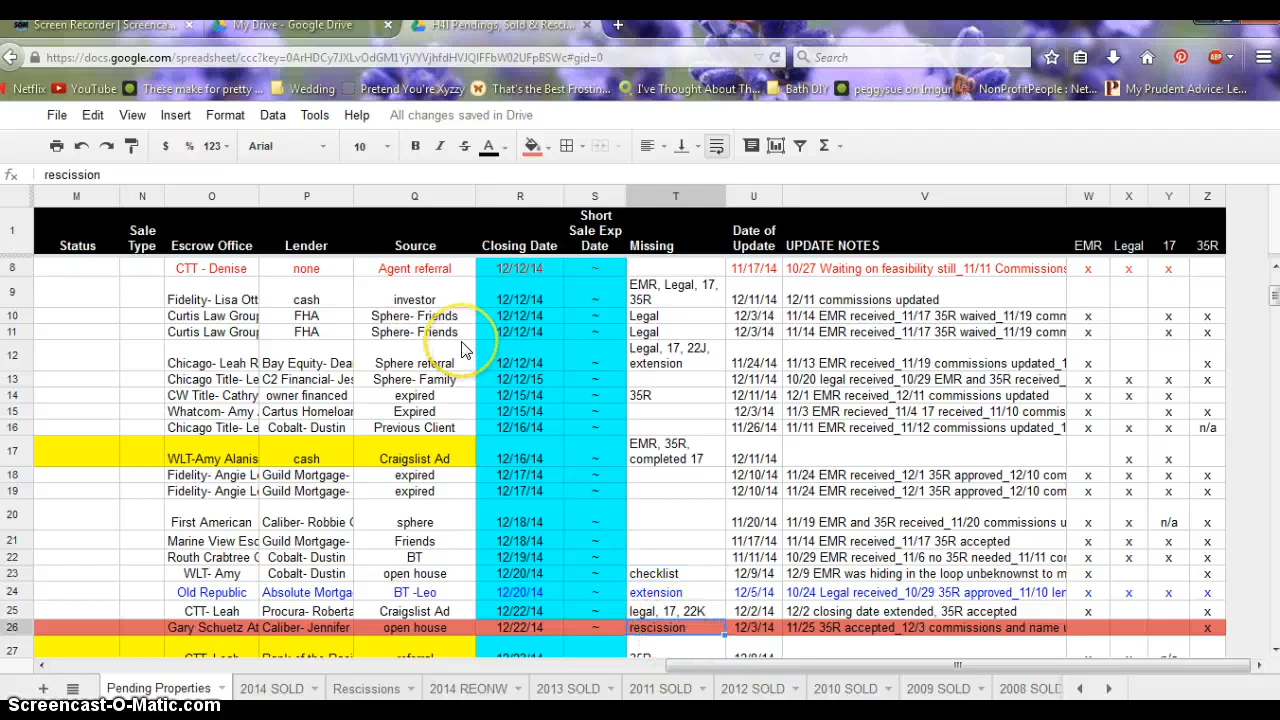 Screen Recorder | Screenca...
My Drive - Google Drive
H41 Pendings, Sold & Resci...
https://docs.google.com/spreadsheet/ccc?key=
Search
ABP
Netflix
YouTube
These make for pretty ...
Wedding
Pretend You're Xyzzy
That's the Best Frostin...
I've Thought About Th...
Bath DIY
peggysue on Imgur
NonProfitPeople : Net...
My Prudent Advice: Le...
File Edit View Insert Format Data Tools Help All changes saved in Drive
$ % 123 Arial 10 B I S A Σ
fx rescission
M N O P Q R S T U V W X Y Z
1 Status Sale Type Escrow Office Lender Source Closing Date Short Sale Exp Date Missing Date of Update UPDATE NOTES EMR Legal 17 35R
8 CTT - Denise none Agent referral 12/12/14 ~ 11/17/14 10/27 Waiting on feasibility still_11/11 Commissions x x x
9 Fidelity- Lisa Ott cash investor 12/12/14 ~ EMR, Legal, 17, 35R 12/11/14 12/11 commissions updated
10 Curtis Law Group FHA Sphere- Friends 12/12/14 ~ Legal 12/3/14 11/14 EMR received_11/17 35R waived_11/19 comm x x x
11 Curtis Law Group FHA Sphere- Friends 12/12/14 ~ Legal 12/3/14 11/14 EMR received_11/17 35R waived_11/19 comm x x x
12 Chicago- Leah R Bay Equity- Dea Sphere referral 12/12/14 ~ Legal, 17, 22J, extension 11/24/14 11/13 EMR received_11/19 commissions updated_1 x x
13 Chicago Title- Le C2 Financial- Jes Sphere- Family 12/12/15 ~ 12/11/14 10/20 legal received_10/29 EMR and 35R received_ x x x x
14 CW Title- Cathry owner financed expired 12/15/14 ~ 35R 12/11/14 12/1 EMR received_12/11 commissions updated x x x
15 Whatcom- Amy Cartus Homeloan Expired 12/15/14 ~ 12/3/14 11/3 EMR recieved_11/4 17 received_11/10 commis x x x x
16 Chicago Title- Le Cobalt- Dustin Previous Client 12/16/14 ~ 11/26/14 11/11 EMR received_11/12 commissions updated_1 x x x n/a
17 WLT-Amy Alanis cash Craigslist Ad 12/16/14 ~ EMR, 35R, completed 17 12/11/14 x x
18 Fidelity- Angie L Guild Mortgage- expired 12/17/14 ~ 12/10/14 11/24 EMR received_12/1 35R approved_12/10 com x x x x
19 Fidelity- Angie L Guild Mortgage- expired 12/17/14 ~ 12/10/14 11/24 EMR received_12/1 35R approved_12/10 com x x x x
20 First American Caliber- Robbie C sphere 12/18/14 ~ 11/20/14 11/19 EMR and 35R received_11/20 commissions u x x n/a x
21 Marine View Esc Guild Mortgage- Friends 12/18/14 ~ 11/17/14 11/14 EMR received_11/17 35R accepted x x x x
22 Routh Crabtree C Cobalt- Dustin BT 12/19/14 ~ 11/11/14 10/29 EMR received_11/6 no 35R needed_11/11 cor x x x x
23 WLT- Amy Cobalt- Dustin open house 12/20/14 ~ checklist 12/9/14 12/9 EMR was hiding in the loop unbeknownst to m x x
24 Old Republic Absolute Mortga BT -Leo 12/20/14 ~ extension 12/5/14 10/24 Legal received_10/29 35R approved_11/10 len x x x x
25 CTT- Leah Procura- Roberta Craigslist Ad 12/22/14 ~ legal, 17, 22K 12/2/14 12/2 closing date extended, 35R accepted x x
26 Gary Schuetz At Caliber- Jennifer open house 12/22/14 ~ rescission 12/3/14 11/25 35R accepted_12/3 commissions and name u x
27
+ Pending Properties 2014 SOLD Rescissions 2014 REONW 2013 SOLD 2011 SOLD 2012 SOLD 2010 SOLD 2009 SOLD 2008 SOLD
Screencast-O-Matic.com